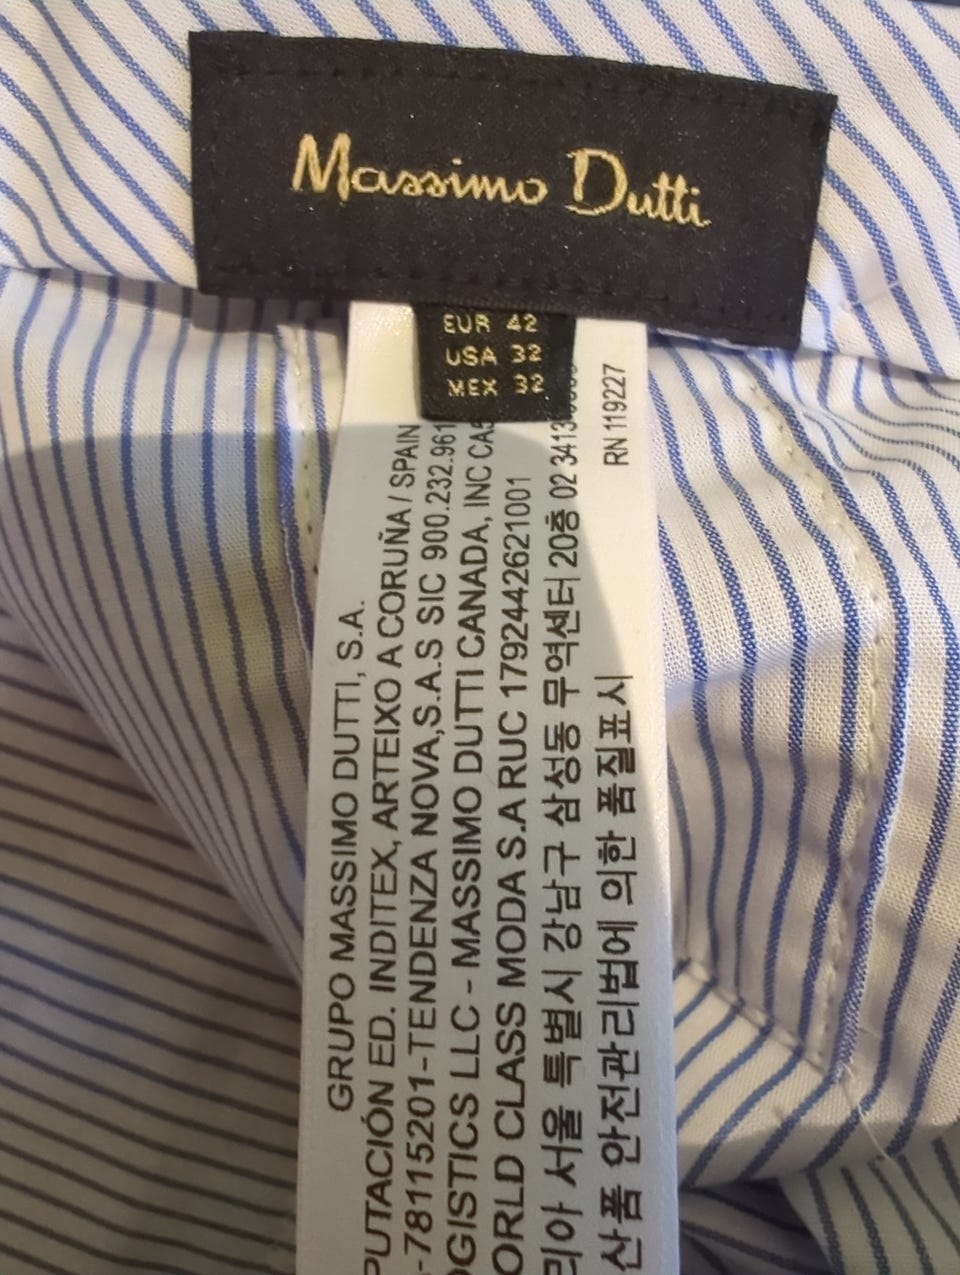 Massimo Dutti
EUR 42
USA 32
MEX 32
GRUPO MASSIMO DUTTI, S.A.
PUTACIÓN ED. INDITEX, ARTEIXO A CORUÑA / SPAIN
-78115201-TENDENZA NOVA,S.A.S SIC 900.232.961
OGISTICS LLC - MASSIMO DUTTI CANADA, INC CA5
ORLD CLASS MODA S.A RUC 1792442621001
리아 서울 특별시 강남구 삼성동 무역센터 20층 02 3413
산품 안전관리법에 의한 품질표시
RN 119227